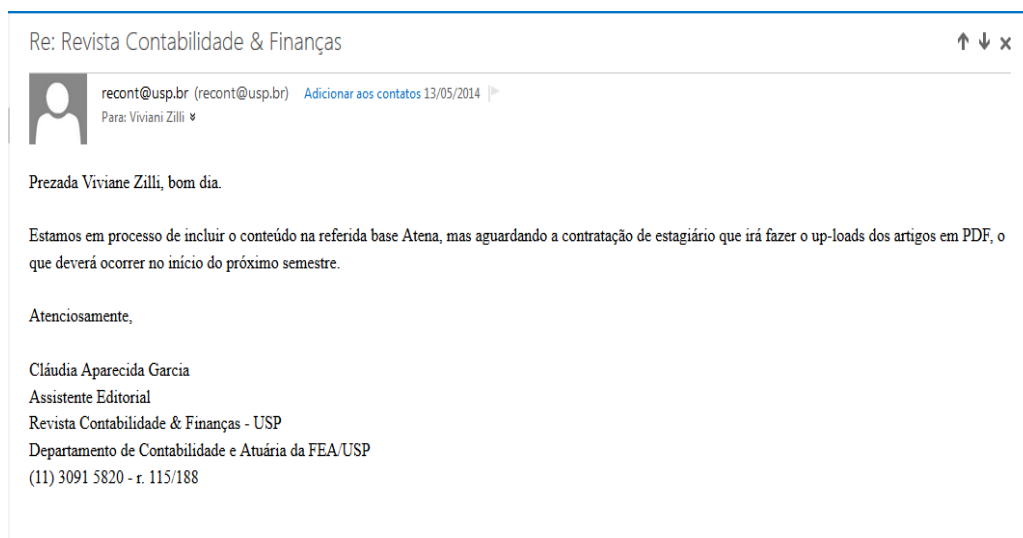 Re: Revista Contabilidade & Finanças
recont@usp.br (recont@usp.br) Adicionar aos contatos 13/05/2014
Para: Viviani Zilli
Prezada Viviane Zilli, bom dia.
Estamos em processo de incluir o conteúdo na referida base Atena, mas aguardando a contratação de estagiário que irá fazer o up-loads dos artigos em PDF, o
que deverá ocorrer no início do próximo semestre.
Atenciosamente,
Cláudia Aparecida Garcia
Assistente Editorial
Revista Contabilidade & Finanças - USP
Departamento de Contabilidade e Atuária da FEA/USP
(11) 3091 5820 - r. 115/188